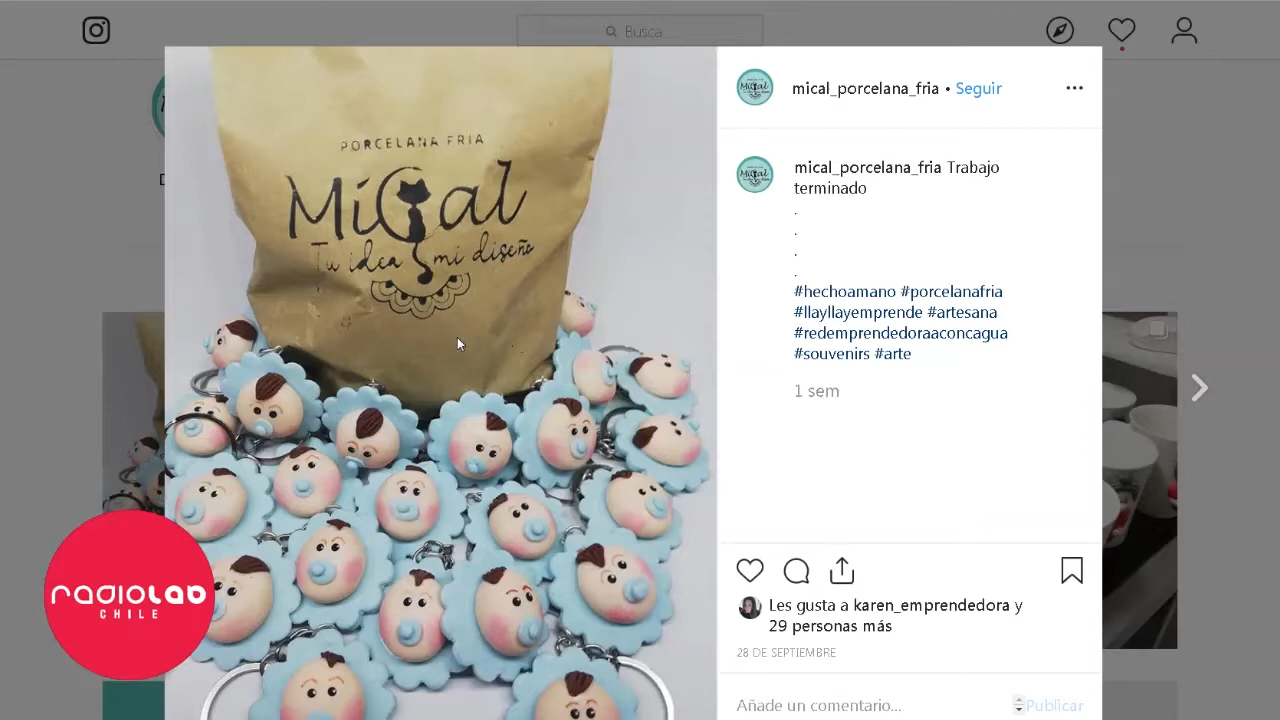 Busca
mical_porcelana_fria • Seguir
PORCELANA FRIA
MiCal
Tu idea mi diseño
mical_porcelana_fria Trabajo
terminado
.
.
.
.
#hechoamano #porcelanafria
#llayllayemprende #artesana
#redemprendedoraaconcagua
#souvenirs #arte
1 sem
Les gusta a karen_emprendedora y
29 personas más
28 DE SEPTIEMBRE
Añade un comentario...
Publicar
radiolab
CHILE